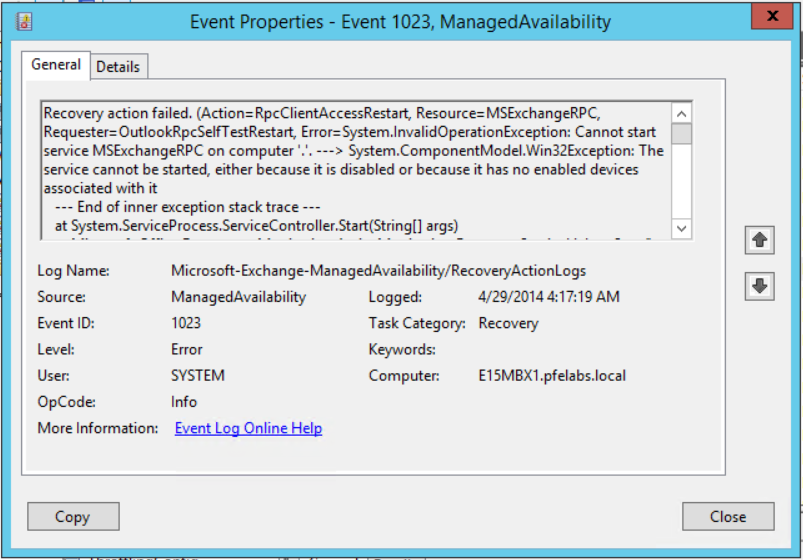 Event Properties - Event 1023, ManagedAvailability
x
General
Details
Recovery action failed. (Action=RpcClientAccessRestart, Resource=MSExchangeRPC,
Requester=OutlookRpcSelfTestRestart, Error=System.InvalidOperationException: Cannot start
service MSExchangeRPC on computer '.'. ---> System.ComponentModel.Win32Exception: The
service cannot be started, either because it is disabled or because it has no enabled devices
associated with it
--- End of inner exception stack trace ---
at System.ServiceProcess.ServiceController.Start(String[] args)
Log Name: Microsoft-Exchange-ManagedAvailability/RecoveryActionLogs
Source: ManagedAvailability Logged: 4/29/2014 4:17:19 AM
Event ID: 1023 Task Category: Recovery
Level: Error Keywords:
User: SYSTEM Computer: E15MBX1.pfelabs.local
OpCode: Info
More Information: Event Log Online Help
Copy
Close